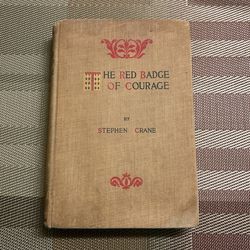 THE RED BADGE
OF COURAGE
BY
STEPHEN CRANE